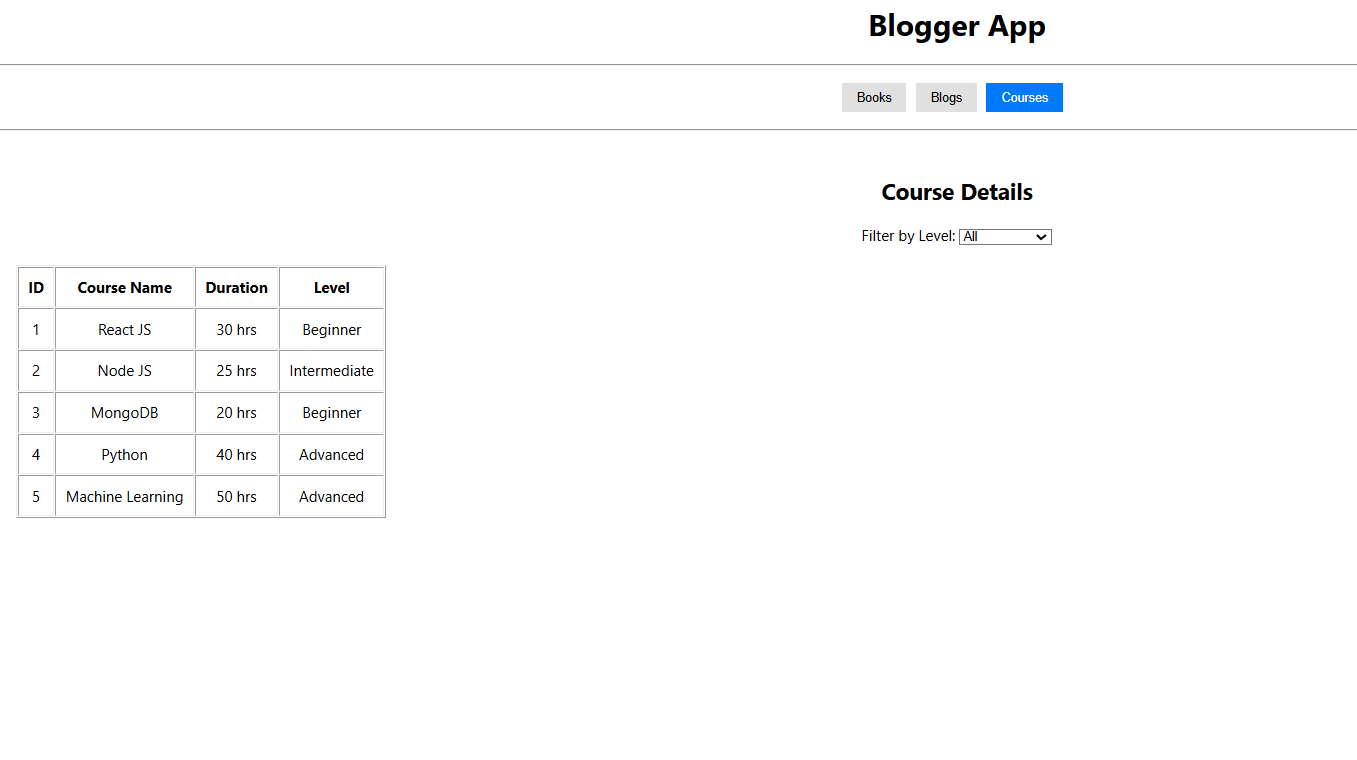 Blogger App
Books Blogs Courses
Course Details
Filter by Level: All
ID Course Name Duration Level
1 React JS 30 hrs Beginner
2 Node JS 25 hrs Intermediate
3 MongoDB 20 hrs Beginner
4 Python 40 hrs Advanced
5 Machine Learning 50 hrs Advanced